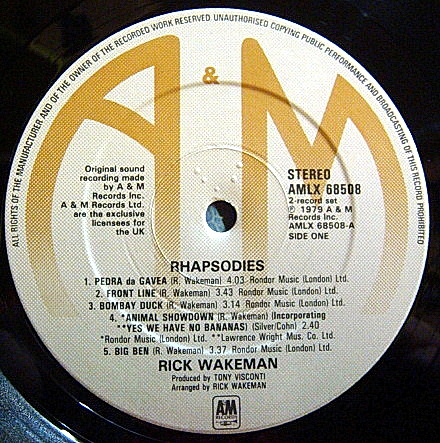 ALL RIGHTS OF THE MANUFACTURER AND OF THE OWNER OF THE RECORDED WORK RESERVED UNAUTHORISED COPYING PUBLIC PERFORMANCE AND BROADCASTING OF THIS RECORD PROHIBITED
A & M
Original sound
recording made
by A & M
Records Inc.
A & M Records Ltd.
are the exclusive
licensees for
the UK
STEREO
AMLX 68508
2-record set
℗ 1979 A & M
Records Inc.
AMLX 68508-A
SIDE ONE
RHAPSODIES
1. PEDRA da GAVEA (R. Wakeman) 4.03 Rondor Music (London) Ltd.
2. FRONT LINE (R. Wakeman) 3.43 Rondor Music (London) Ltd.
3. BOMBAY DUCK (R. Wakeman) 3.14 Rondor Music (London) Ltd.
4. *ANIMAL SHOWDOWN (R. Wakeman) (Incorporating
**YES WE HAVE NO BANANAS) (Silver/Cohn) 2.40
*Rondor Music (London) Ltd. **Lawrence Wright Mus. Co. Ltd.
5. BIG BEN (R. Wakeman) 3.37 Rondor Music (London) Ltd.
RICK WAKEMAN
Produced by TONY VISCONTI
Arranged by RICK WAKEMAN
AM
RECORDS